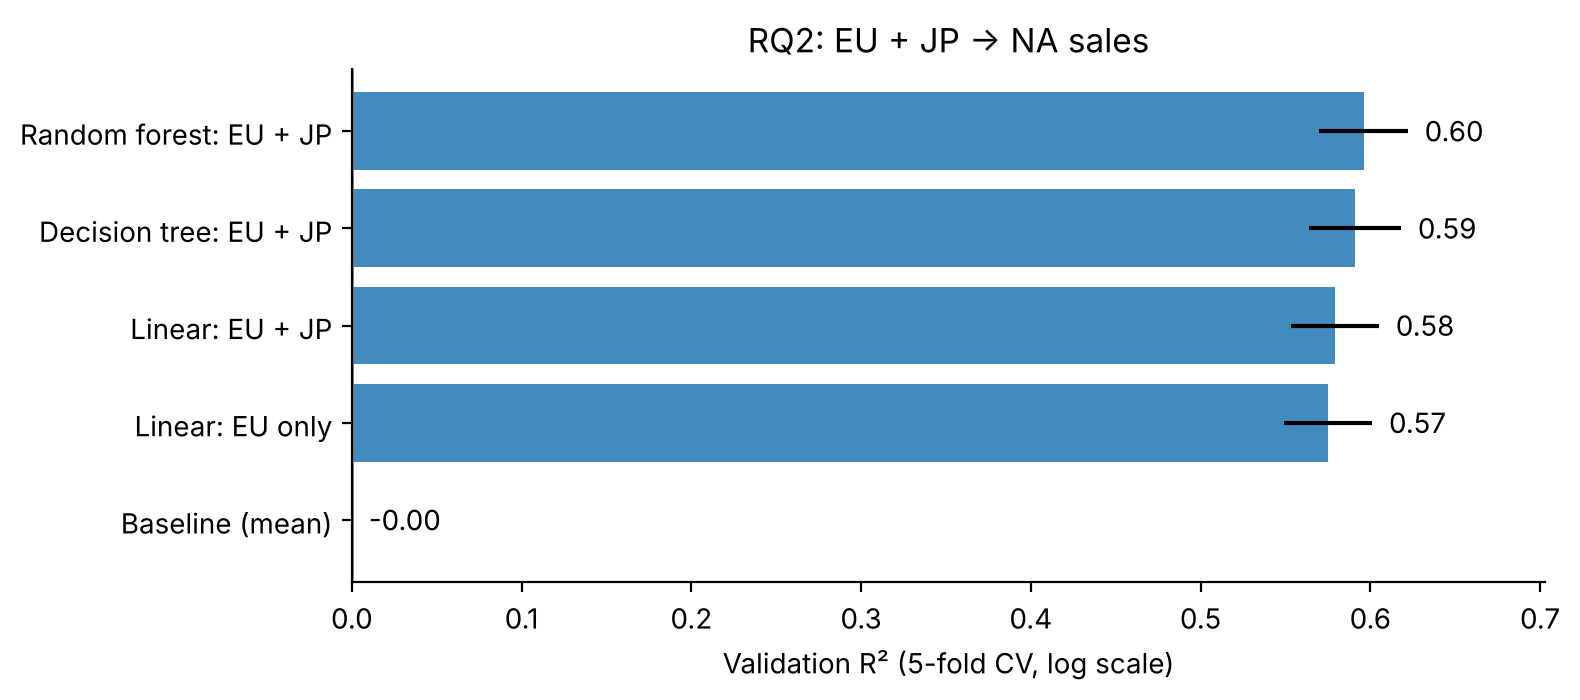 RQ2: EU + JP → NA sales
Random forest: EU + JP
0.60
Decision tree: EU + JP
0.59
Linear: EU + JP
0.58
Linear: EU only
0.57
Baseline (mean)
-0.00
0.0 0.1 0.2 0.3 0.4 0.5 0.6 0.7
Validation R² (5-fold CV, log scale)